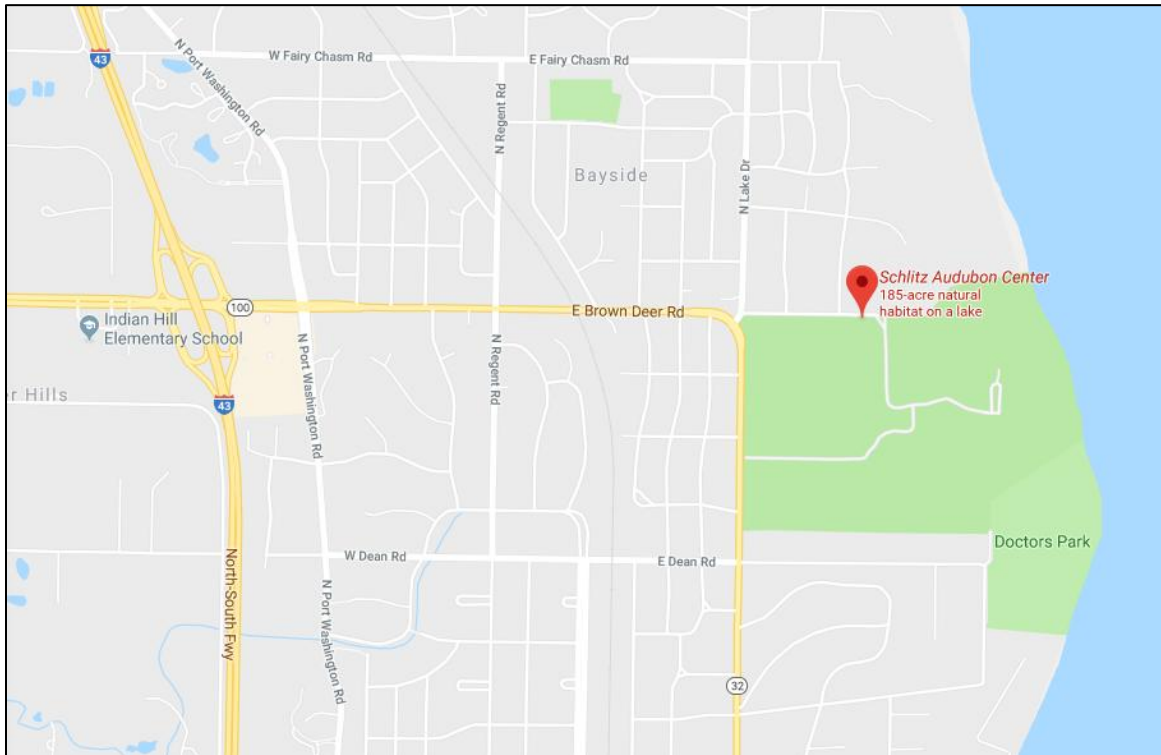 43
N Port Washington Rd
W Fairy Chasm Rd
E Fairy Chasm Rd
N Regent Rd
Bayside
N Lake Dr
Schlitz Audubon Center
185-acre natural
habitat on a lake
100
E Brown Deer Rd
Indian Hill
Elementary School
N Port Washington Rd
N Regent Rd
er Hills
43
Doctors Park
W Dean Rd
E Dean Rd
North-South Fwy
N Port Washington Rd
32